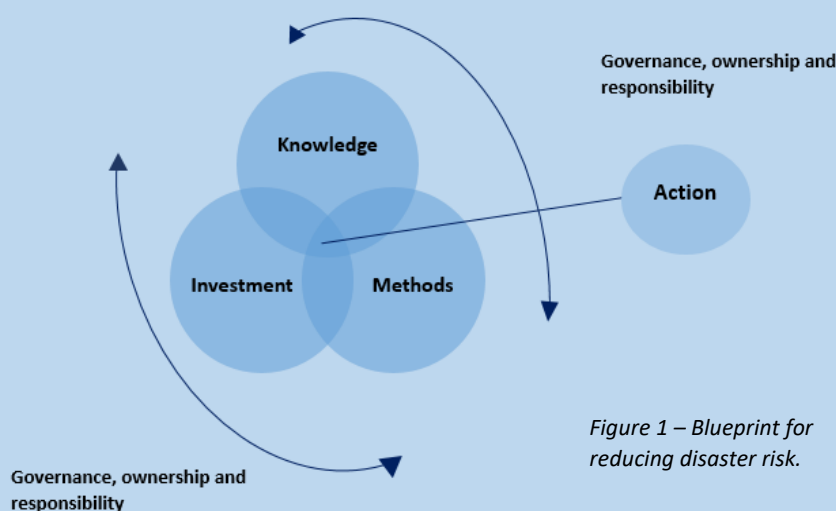 Governance, ownership and
responsibility
Knowledge
Action
Investment
Methods
Figure 1 – Blueprint for
reducing disaster risk.
Governance, ownership and
responsibility